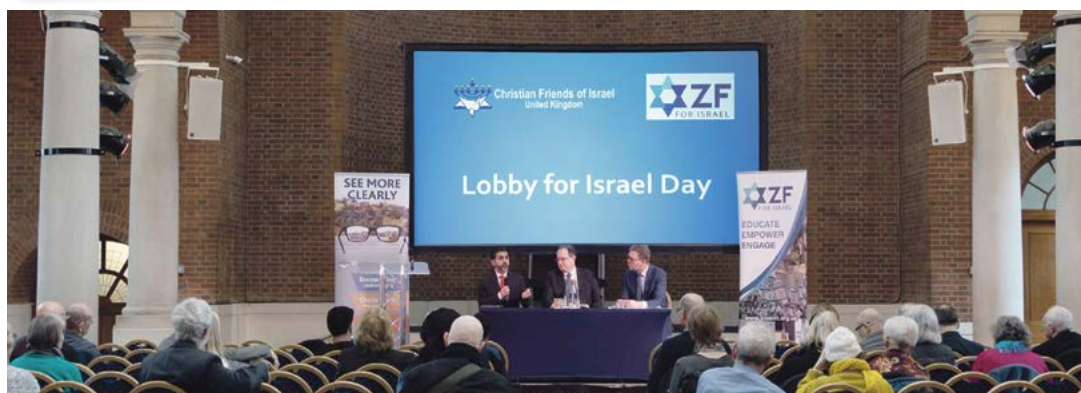 Christian Friends of Israel
United Kingdom
ZF
FOR ISRAEL
Lobby for Israel Day
SEE MORE
CLEARLY
ZF
FOR ISRAEL
EDUCATE
EMPOWER
ENGAGE